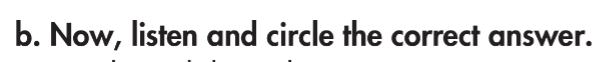 b. Now, listen and circle the correct answer.